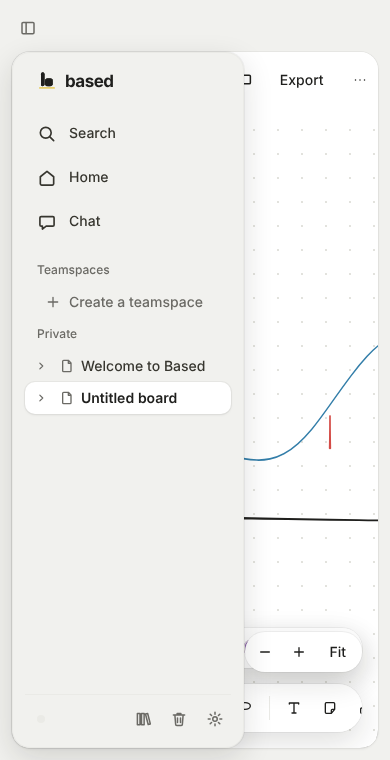 based
Export
Search
Home
Chat
Teamspaces
Create a teamspace
Private
Welcome to Based
Untitled board
Fit